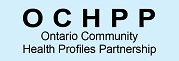 O C H P P
Ontario Community
Health Profiles Partnership